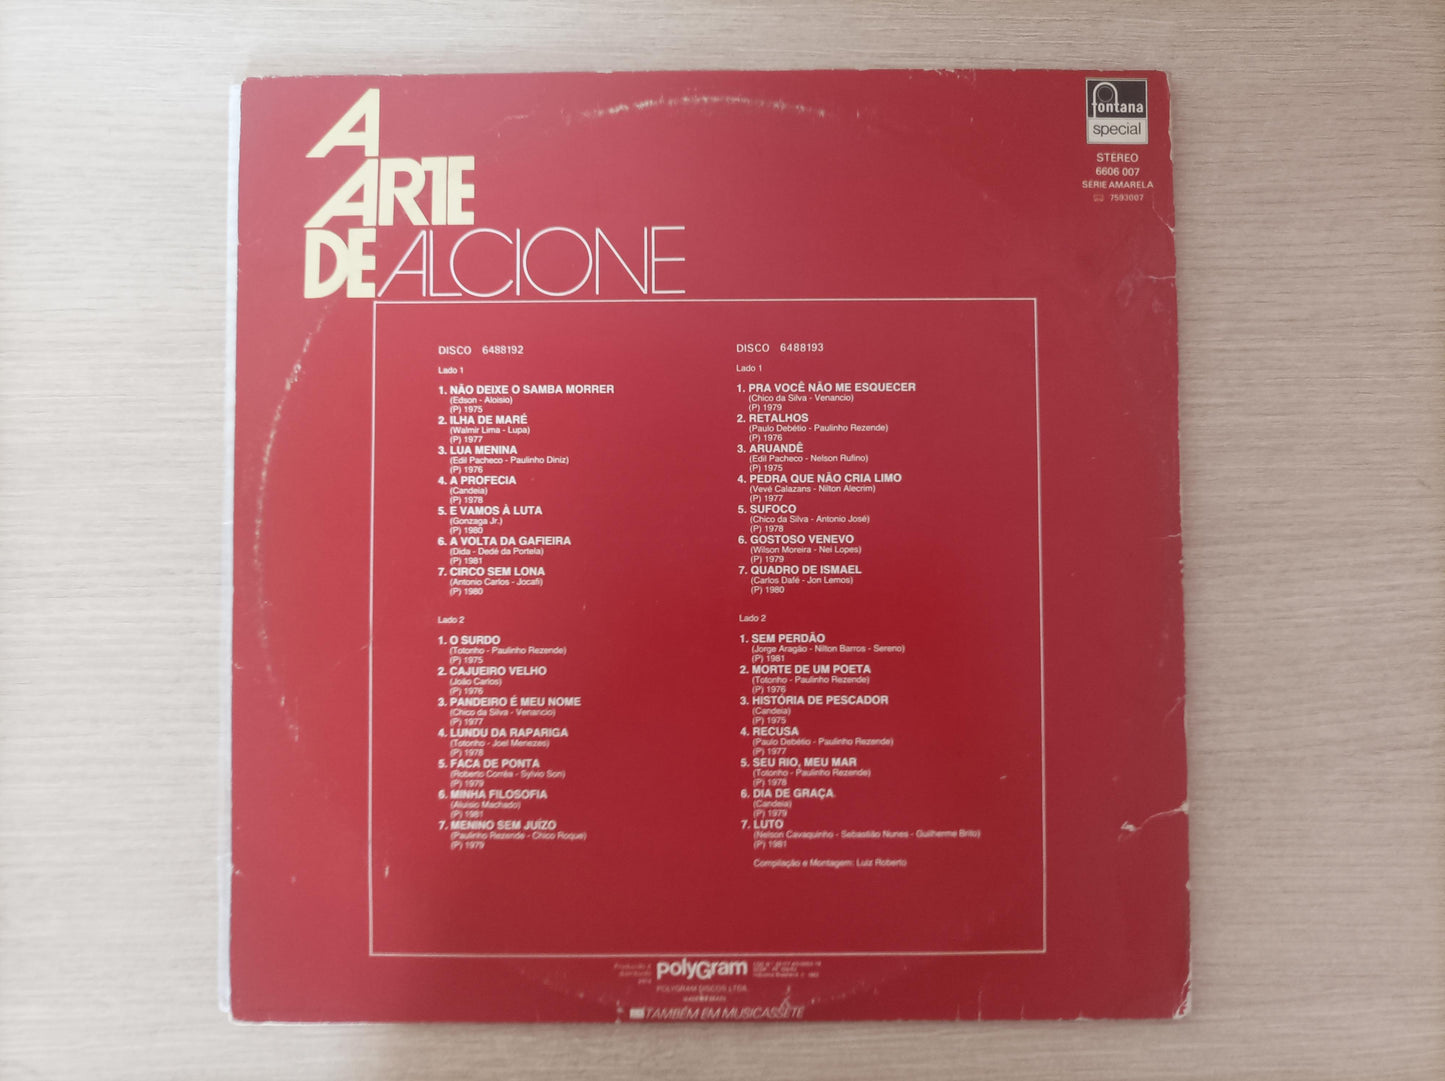 A
ARTE
DE ALCIONE
fontana
special
STEREO
6606 007
SÉRIE AMARELA
7593007
DISCO 6488192
Lado 1
1. NÃO DEIXE O SAMBA MORRER
(Edson - Aloisio)
(P) 1975
2. ILHA DE MARÉ
(Walmir Lima - Lupa)
(P) 1977
3. LUA MENINA
(Edil Pacheco - Paulinho Diniz)
(P) 1976
4. A PROFECIA
(Candeia)
(P) 1978
5. E VAMOS À LUTA
(Gonzaga Jr.)
(P) 1980
6. A VOLTA DA GAFIEIRA
(Dida - Dedé da Portela)
(P) 1981
7. CIRCO SEM LONA
(Antonio Carlos - Jocafi)
(P) 1980
Lado 2
1. O SURDO
(Totonho - Paulinho Rezende)
(P) 1975
2. CAJUEIRO VELHO
(João Carlos)
(P) 1976
3. PANDEIRO É MEU NOME
(Chico da Silva - Venancio)
(P) 1977
4. LUNDU DA RAPARIGA
(Totonho - Joel Menezes)
(P) 1978
5. FACA DE PONTA
(Roberto Corrêa - Sylvio Son)
(P) 1979
6. MINHA FILOSOFIA
(Aluisio Machado)
(P) 1981
7. MENINO SEM JUÍZO
(Paulinho Rezende - Chico Roque)
(P) 1979
DISCO 6488193
Lado 1
1. PRA VOCÊ NÃO ME ESQUECER
(Chico da Silva - Venancio)
(P) 1979
2. RETALHOS
(Paulo Debétio - Paulinho Rezende)
(P) 1976
3. ARUANDÊ
(Edil Pacheco - Nelson Rufino)
(P) 1975
4. PEDRA QUE NÃO CRIA LIMO
(Vevé Calazans - Nilton Alecrim)
(P) 1977
5. SUFOCO
(Chico da Silva - Antonio José)
(P) 1978
6. GOSTOSO VENEVO
(Wilson Moreira - Nei Lopes)
(P) 1979
7. QUADRO DE ISMAEL
(Carlos Dafé - Jon Lemos)
(P) 1980
Lado 2
1. SEM PERDÃO
(Jorge Aragão - Nilton Barros - Sereno)
(P) 1981
2. MORTE DE UM POETA
(Totonho - Paulinho Rezende)
(P) 1976
3. HISTÓRIA DE PESCADOR
(Candeia)
(P) 1975
4. RECUSA
(Paulo Debétio - Paulinho Rezende)
(P) 1977
5. SEU RIO, MEU MAR
(Totonho - Paulinho Rezende)
(P) 1978
6. DIA DE GRAÇA
(Candeia)
(P) 1979
7. LUTO
(Nelson Cavaquinho - Sebastião Nunes - Guilherme Brito)
(P) 1981
Compilação e Montagem: Luiz Roberto
Produzido e
distribuído
pela
polyGram
POLYGRAM DISCOS LTDA.
TAMBÉM EM MUSICASSETE